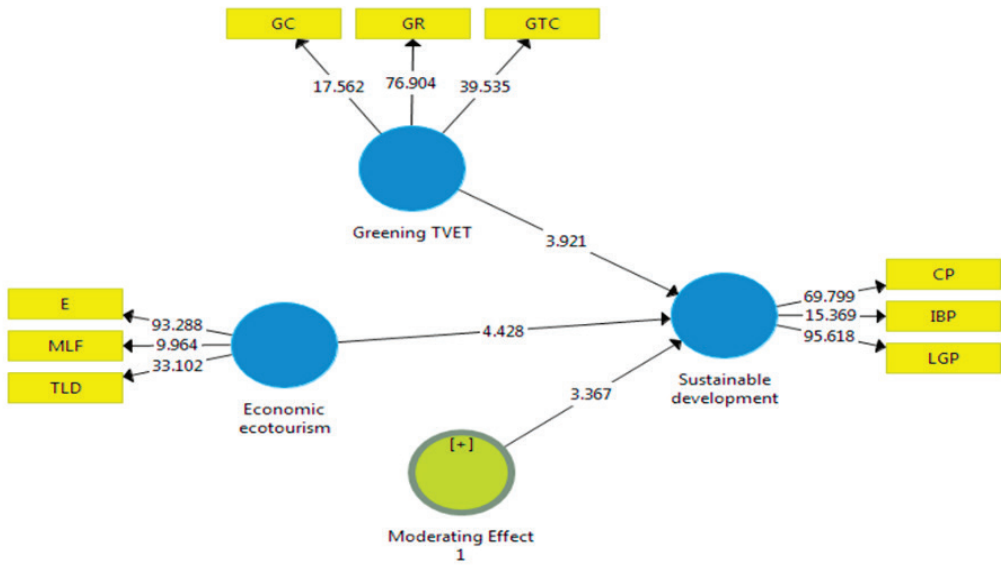 GC
GR
GTC
17.562
76.904
39.535
Greening TVET
3.921
E
MLF
TLD
93.288
9.964
33.102
Economic
ecotourism
4.428
CP
IBP
LGP
69.799
15.369
95.618
Sustainable
development
3.367
[+]
Moderating Effect
1